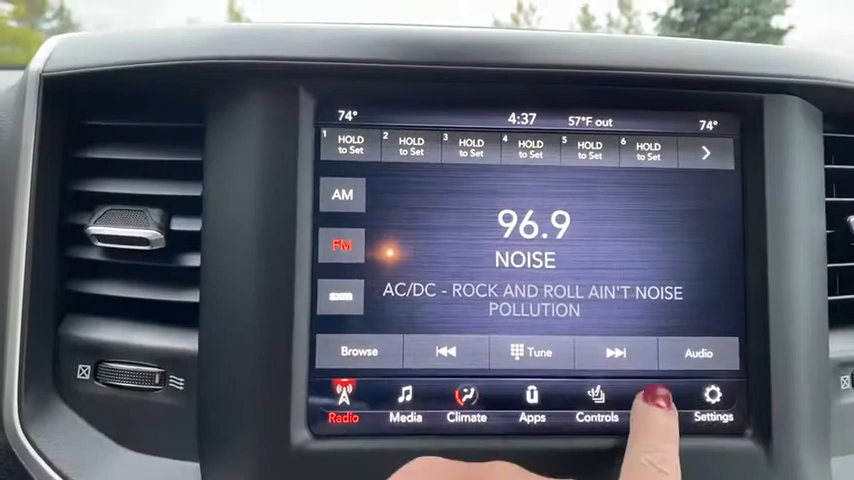 74°
4:37
57°F out
74°
1 HOLD to Set
2 HOLD to Set
3 HOLD to Set
4 HOLD to Set
5 HOLD to Set
6 HOLD to Set
AM
FM
sxm
96.9
NOISE
AC/DC - ROCK AND ROLL AIN'T NOISE
POLLUTION
Browse
Tune
Audio
Radio
Media
Climate
Apps
Controls
Settings